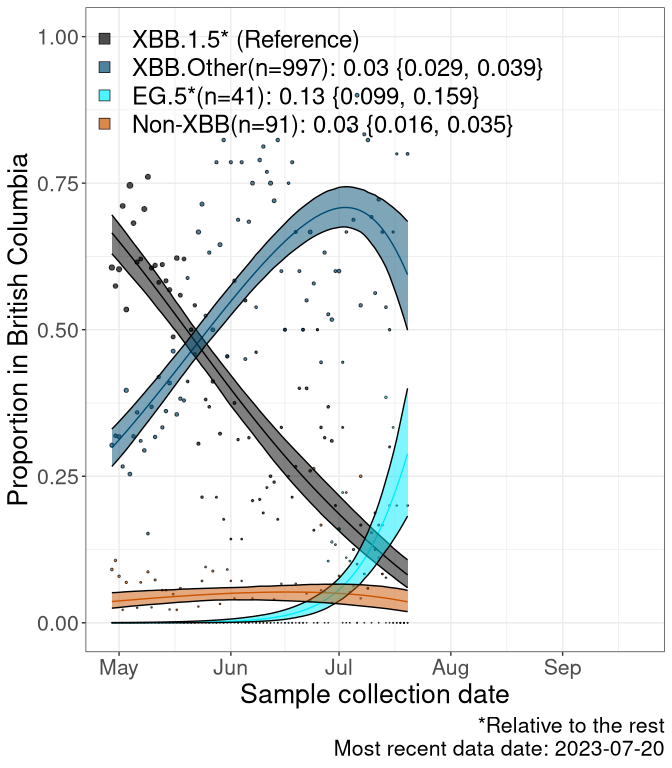 XBB.1.5* (Reference)
XBB.Other(n=997): 0.03 {0.029, 0.039}
EG.5*(n=41): 0.13 {0.099, 0.159}
Non-XBB(n=91): 0.03 {0.016, 0.035}
1.00
0.75
0.50
0.25
0.00
Proportion in British Columbia
May Jun Jul Aug Sep
Sample collection date
*Relative to the rest
Most recent data date: 2023-07-20